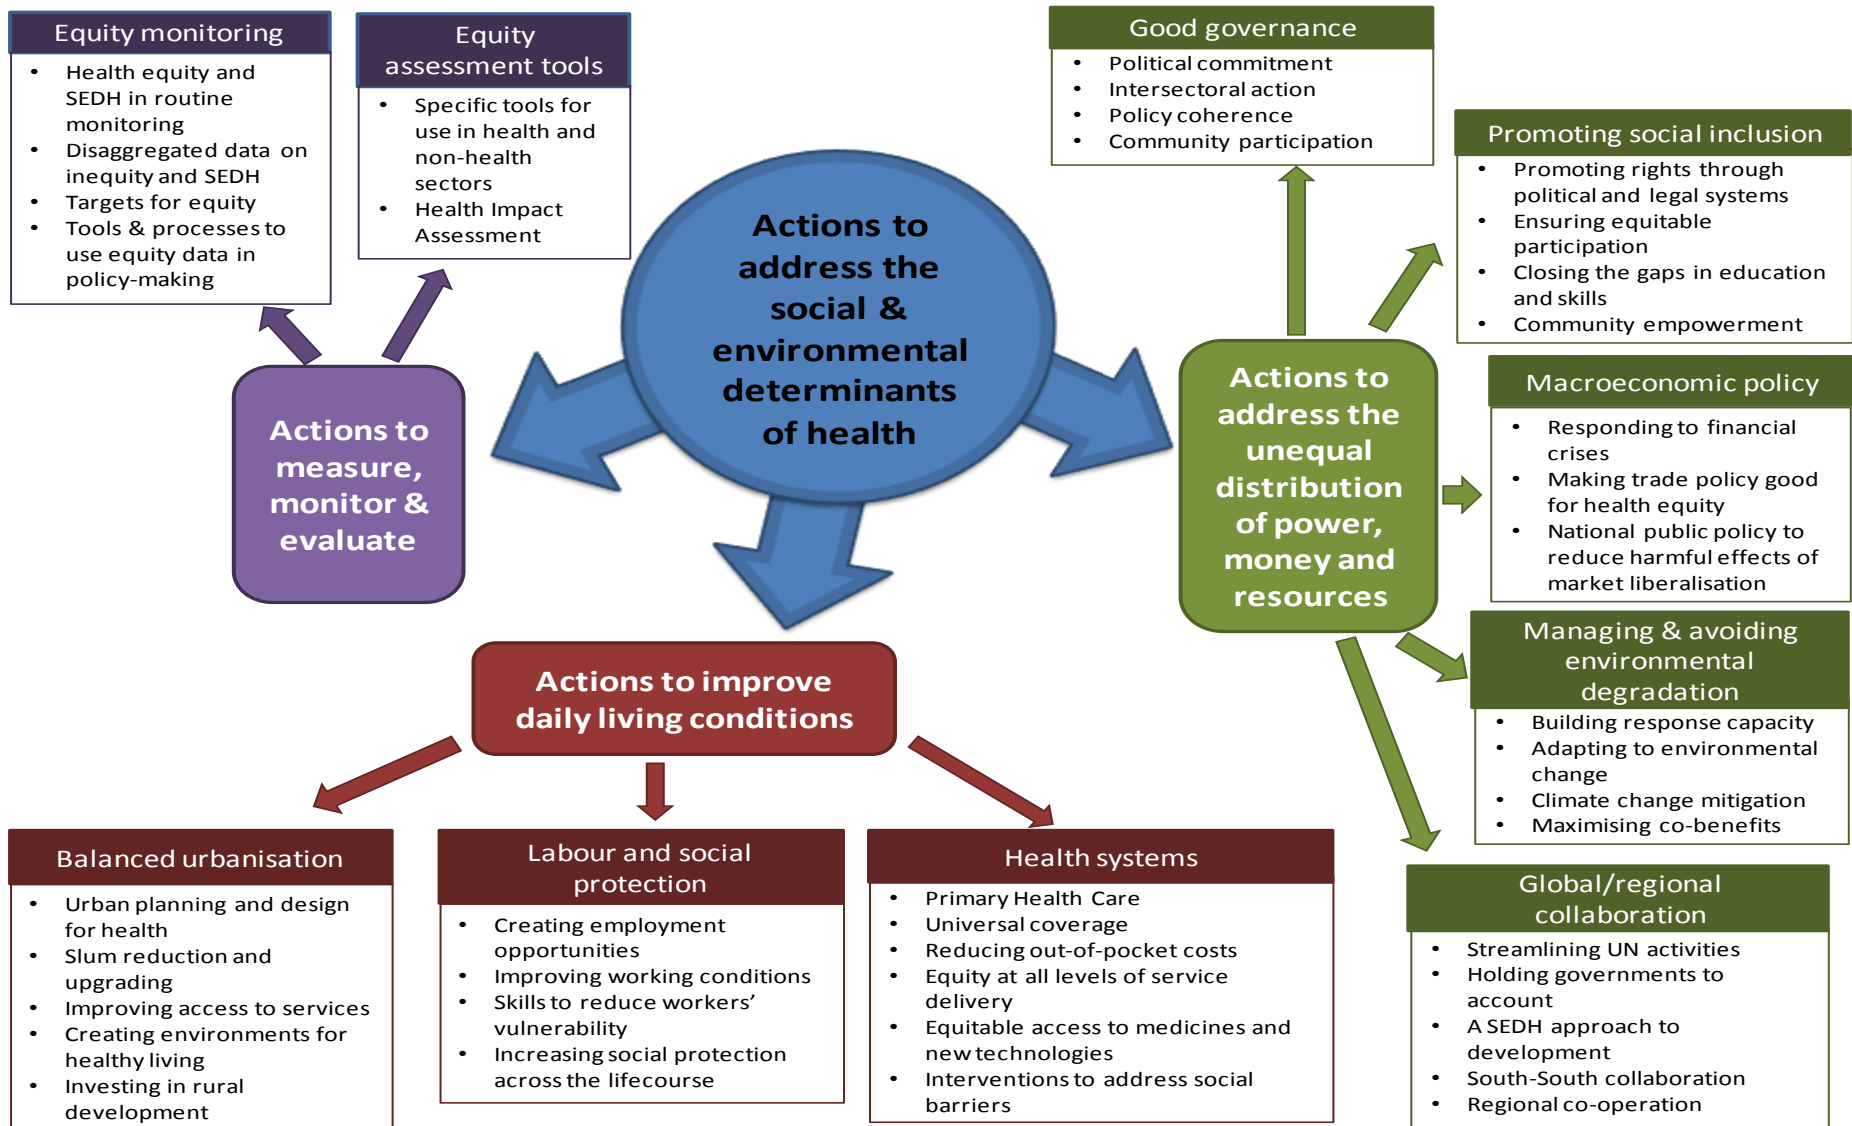 Equity monitoring
• Health equity and
SEDH in routine
monitoring
• Disaggregated data on
inequity and SEDH
• Targets for equity
• Tools & processes to
use equity data in
policy-making
Equity
assessment tools
• Specific tools for
use in health and
non-health
sectors
• Health Impact
Assessment
Good governance
• Political commitment
• Intersectoral action
• Policy coherence
• Community participation
Promoting social inclusion
• Promoting rights through
political and legal systems
• Ensuring equitable
participation
• Closing the gaps in education
and skills
• Community empowerment
Actions to
address the
social &
environmental
determinants
of health
Actions to
measure,
monitor &
evaluate
Actions to
address the
unequal
distribution
of power,
money and
resources
Macroeconomic policy
• Responding to financial
crises
• Making trade policy good
for health equity
• National public policy to
reduce harmful effects of
market liberalisation
Managing & avoiding
environmental
degradation
• Building response capacity
• Adapting to environmental
change
• Climate change mitigation
• Maximising co-benefits
Actions to improve
daily living conditions
Balanced urbanisation
• Urban planning and design
for health
• Slum reduction and
upgrading
• Improving access to services
• Creating environments for
healthy living
• Investing in rural
development
Labour and social
protection
• Creating employment
opportunities
• Improving working conditions
• Skills to reduce workers’
vulnerability
• Increasing social protection
across the lifecourse
Health systems
• Primary Health Care
• Universal coverage
• Reducing out-of-pocket costs
• Equity at all levels of service
delivery
• Equitable access to medicines and
new technologies
• Interventions to address social
barriers
Global/regional
collaboration
• Streamlining UN activities
• Holding governments to
account
• A SEDH approach to
development
• South-South collaboration
• Regional co-operation